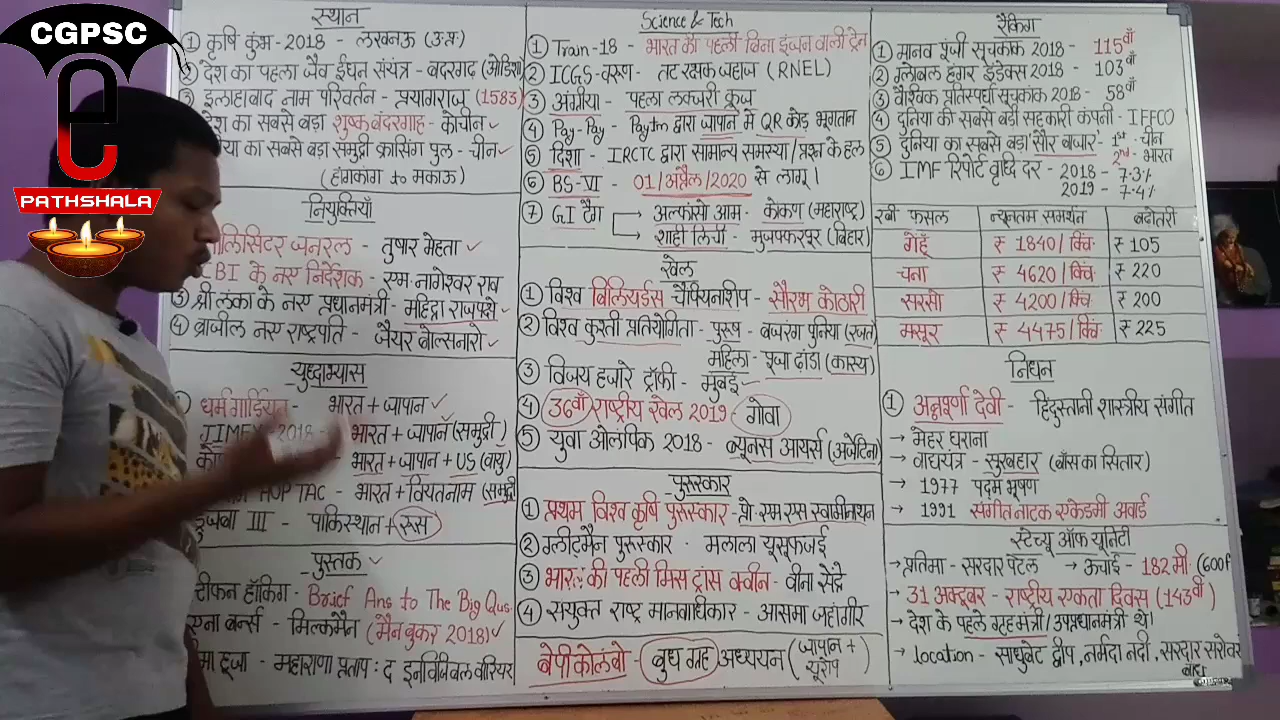 CGPSC
e
PATHSHALA
स्थान
① कृषि कुंभ-2018 - लखनऊ (उ.प्र.)
② देश का पहला जैव ईंधन संयंत्र - बदरगढ़ (ओडिशा
③ इलाहाबाद नाम परिवर्तन - प्रयागराज (1583)
देश का सबसे बड़ा शुष्क बंदरगाह - कोचीन
का सबसे बड़ा समुद्री क्रासिंग पुल - चीन
(हांगकांग to मकाऊ)
नियुक्तियाँ
सॉलिसिटर जनरल - तुषार मेहता
CBI के नए निर्देशक - एम नागेश्वर राव
③ श्रीलंका के नए प्रधानमंत्री - महिंद्रा राजपक्षे
④ ब्राजील नए राष्ट्रपति - जैयर बोल्सनारो
युद्धाभ्यास
① धर्म गार्डियन - भारत + जापान
JIMEX-2018 - भारत + जापान (समुद्री)
भारत + जापान + US (वायु)
TAC - भारत + वियतनाम (समुद्री
द्रुजबा III - पाकिस्थान + रूस
पुस्तक
स्टीफन हॉकिंग - Brief Ans to The Big Qus.
एना बर्न्स - मिल्कमैन (मैन बुकर 2018)
रीमा हूजा - महाराणा प्रताप : द इनविंसिबल वारियर
Science & Tech
① Train-18 - भारत की पहली बिना इंजन वाली ट्रेन
② ICGS-वरुण - तट रक्षक जहाज (RNEL)
③ अंग्रीया - पहला लक्जरी क्रूज
④ Pay-Pay - Paytm द्वारा जापान में QR कोड भुगतान
⑤ दिशा - IRCTC द्वारा सामान्य समस्या/प्रश्न के हल
⑥ BS-VI - 01/अप्रैल/2020 से लागू।
⑦ GI टैग → अल्फांसो आम - कोंकण (महाराष्ट्र)
→ शाही लिची - मुजफ्फरपुर (बिहार)
खेल
① विश्व बिलियर्ड्स चैंपियनशिप - सौरभ कोठारी
② विश्व कुश्ती प्रतियोगिता - पुरुष - बजरंग पुनिया (रजत)
महिला - पूजा ढांडा (कांस्य)
③ विजय हजारे ट्रॉफी - मुंबई
④ 36वाँ राष्ट्रीय खेल 2019 - गोवा
⑤ युवा ओलंपिक 2018 - ब्यूनस आयर्स (अर्जेंटिना)
पुरस्कार
① प्रथम विश्व कृषि पुरुस्कार - प्रो. एम एस स्वामीनाथन
② ग्लीटमैन पुरुस्कार - मलाला यूसुफजई
③ भारत की पहली मिस ट्रांस क्वीन - वीना सेंद्रे
④ संयुक्त राष्ट्र मानवाधिकार - आसमा जहांगीर
बेपीकोलंबो - बुध ग्रह अध्ययन (जापान + यूरोप)
रैंकिंग
① मानव पूंजी सूचकांक 2018 - 115वाँ
② ग्लोबल हंगर इंडेक्स 2018 - 103वाँ
③ वैश्विक प्रतिस्पर्धा सूचकांक 2018 - 58वाँ
④ दुनिया की सबसे बड़ी सहकारी कंपनी - IFFCO
⑤ दुनिया का सबसे बड़ा 'सौर बाजार' - 1st - चीन
2nd - भारत
⑥ IMF रिपोर्ट वृद्धि दर - 2018 - 7.3%
2019 - 7.4%
रबी फसल न्यूनतम समर्थन बढोतरी
गेहूँ ₹ 1840/क्विं. ₹ 105
चना ₹ 4620/क्विं. ₹ 220
सरसों ₹ 4200/क्विं. ₹ 200
मसूर ₹ 4475/क्विं. ₹ 225
निधन
① अन्नपूर्णा देवी - हिंदुस्तानी शास्त्रीय संगीत
→ मेहर घराना
→ वाद्ययंत्र - सुरबहार (बाँस का सितार)
→ 1977 पदम भूषण
→ 1991 संगीत नाटक एकेडमी अवार्ड
स्टेच्यू ऑफ यूनिटी
→ प्रतिमा - सरदार पटेल → ऊंचाई - 182 मी. (600f
→ 31 अक्टूबर - राष्ट्रीय एकता दिवस (143वीं)
→ देश के पहले गृहमंत्री/उपप्रधानमंत्री थे।
→ location - साधुबेट द्वीप, नर्मदा नदी, सरदार सरोवर
बांध